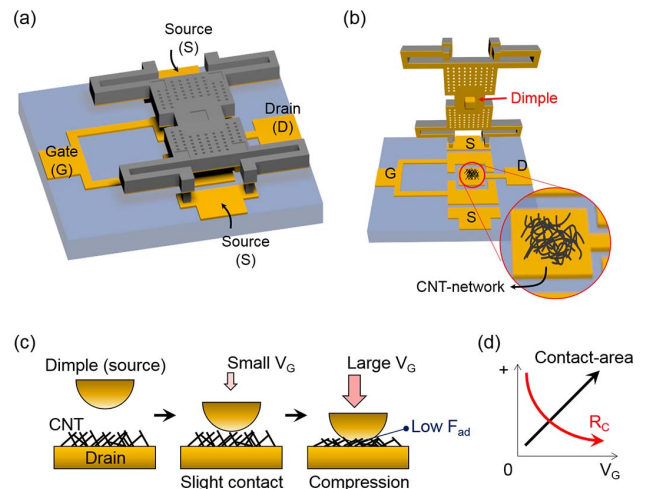 (a)
Source
(S)
Drain
(D)
Gate
(G)
Source
(S)
(b)
Dimple
S
G
D
S
CNT-network
(c)
Dimple (source)
Small V_G
Large V_G
CNT
Low F_ad
Drain
Slight contact
Compression
(d)
Contact-area
+
R_C
0
V_G